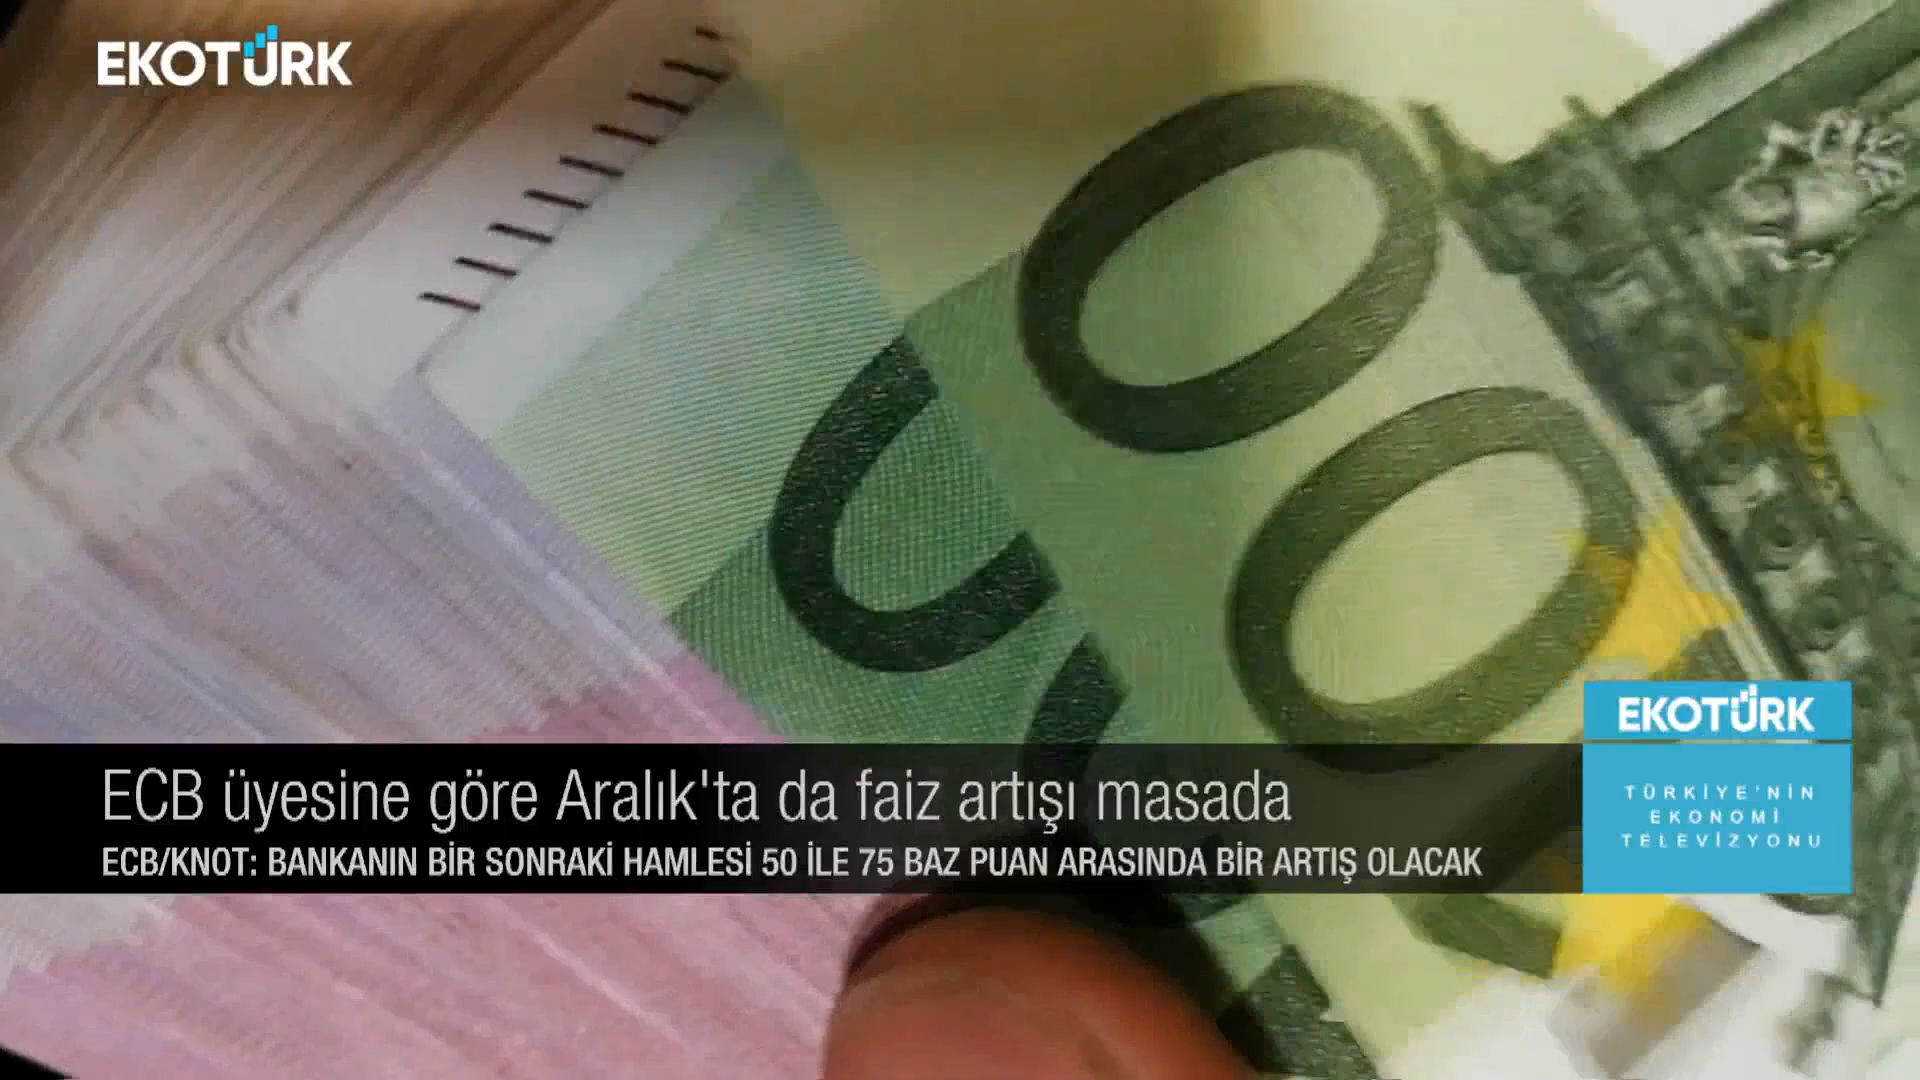 EKOTÜRK
00
EKOTÜRK
TÜRKİYE'NİN
EKONOMİ
TELEVİZYONU
ECB üyesine göre Aralık'ta da faiz artışı masada
ECB/KNOT: BANKANIN BİR SONRAKİ HAMLESİ 50 İLE 75 BAZ PUAN ARASINDA BİR ARTIŞ OLACAK